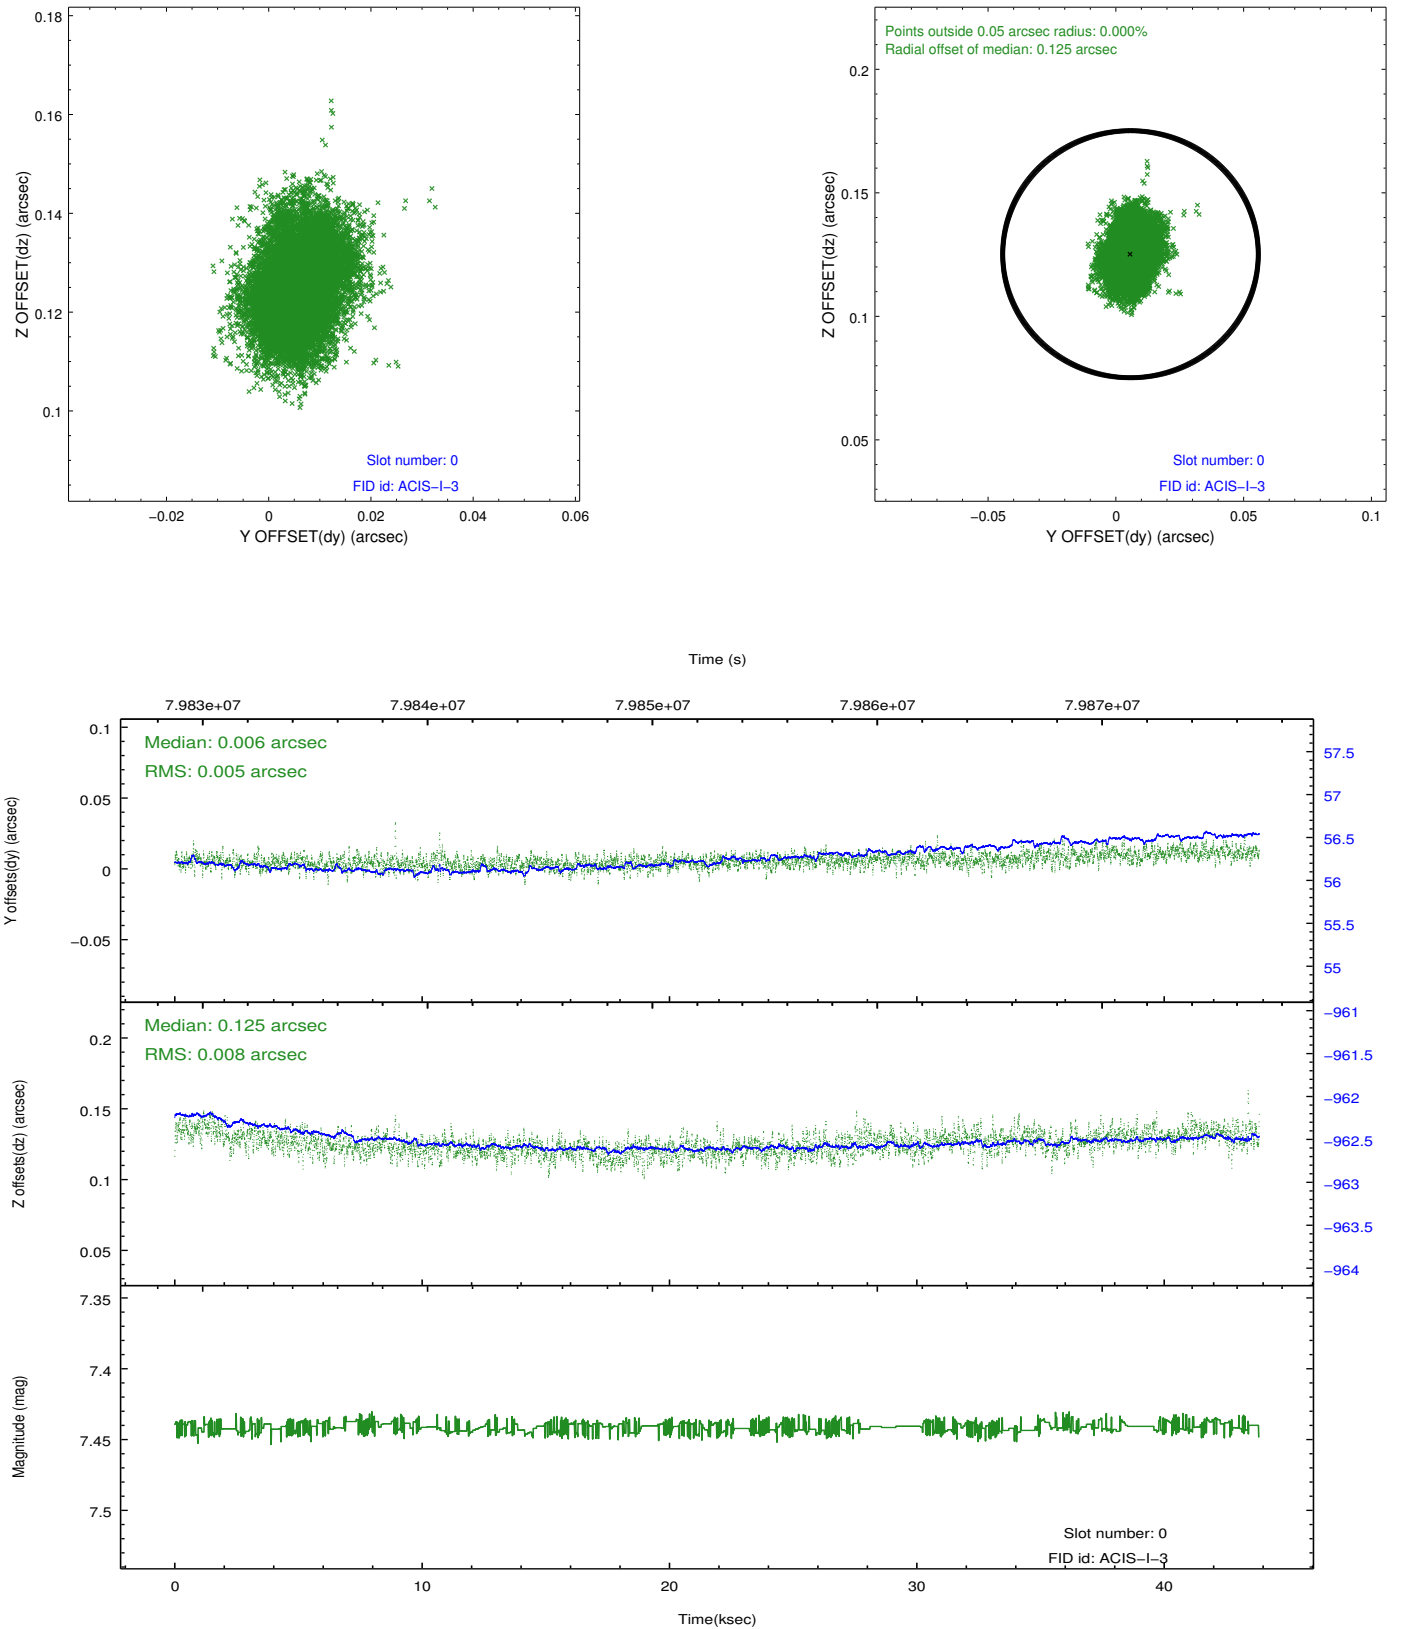 0.18
0.16
0.14
0.12
0.1
Z OFFSET(dz) (arcsec)
Slot number: 0
FID id: ACIS−I−3
−0.02 0 0.02 0.04 0.06
Y OFFSET(dy) (arcsec)
Points outside 0.05 arcsec radius: 0.000%
Radial offset of median: 0.125 arcsec
0.2
0.15
0.1
0.05
Z OFFSET(dz) (arcsec)
Slot number: 0
FID id: ACIS−I−3
−0.05 0 0.05 0.1
Y OFFSET(dy) (arcsec)
Time (s)
7.983e+07 7.984e+07 7.985e+07 7.986e+07 7.987e+07
Median: 0.006 arcsec
RMS: 0.005 arcsec
0.1
0.05
0
−0.05
Y offsets(dy) (arcsec)
57.5
57
56.5
56
55.5
55
Median: 0.125 arcsec
RMS: 0.008 arcsec
0.2
0.15
0.1
0.05
Z offsets(dz) (arcsec)
−961
−961.5
−962
−962.5
−963
−963.5
−964
7.35
7.4
7.45
7.5
Magnitude (mag)
Slot number: 0
FID id: ACIS−I−3
0 10 20 30 40
Time(ksec)